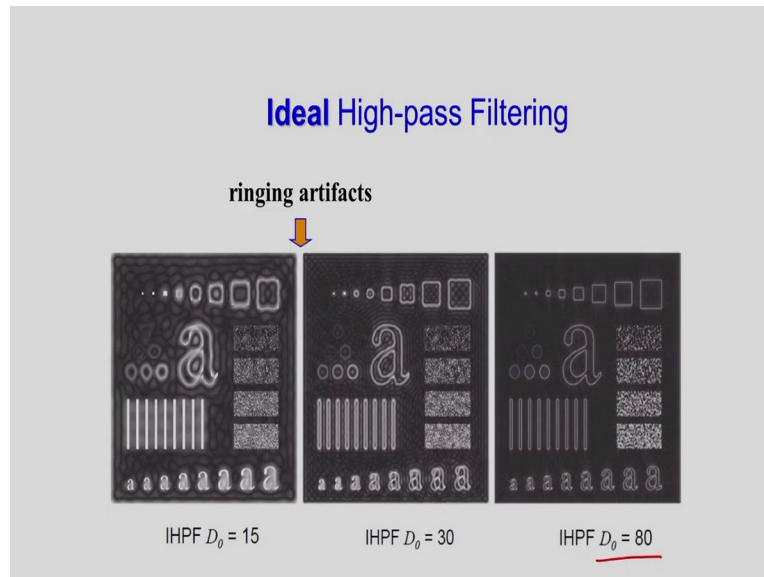 Ideal High-pass Filtering
ringing artifacts
a
a a a a a a a a
a
a a a a a a a a
a
a a a a a a a a
IHPF D₀ = 15
IHPF D₀ = 30
IHPF D₀ = 80